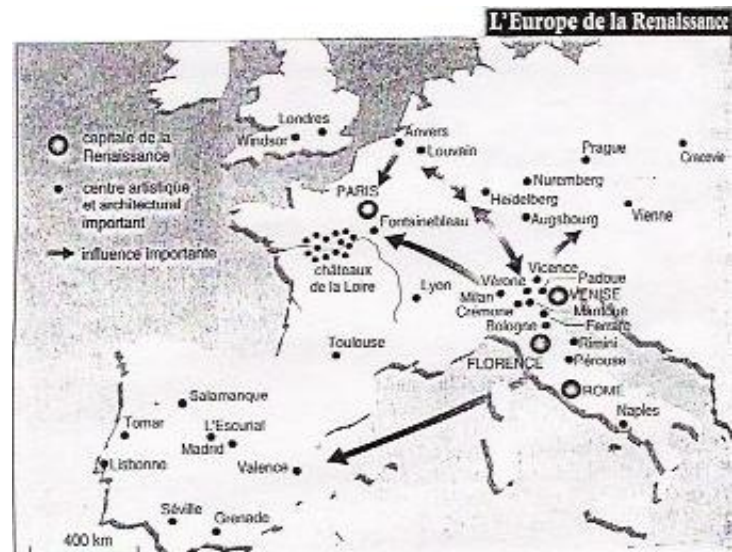 L'Europe de la Renaissance
capitale de la
Renaissance
centre artistique
et architectural
important
influence importante
Londres
Windsor
Anvers
Louvain
PARIS
Fontainebleau
châteaux
de la Loire
Prague
Cracovie
Nuremberg
Heidelberg
Augsbourg
Vienne
Vicence
Vérone
Padoue
Milan
VENISE
Crémone
Mantoue
Bologne
Ferrare
Lyon
Rimini
FLORENCE
Pérouse
Toulouse
ROME
Naples
Salamanque
Tomar
L'Escurial
Madrid
Lisbonne
Valence
Séville
Grenade
400 km